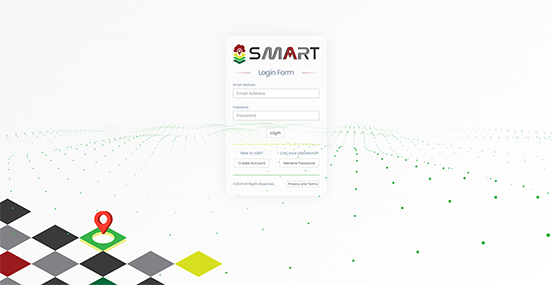 SMART
Login Form
Email Address
Email Address
Password
Password
Login
New to site?
Lost your password?
Create Account
Retrieve Password
©2024 All Rights Reserved
Privacy and Terms